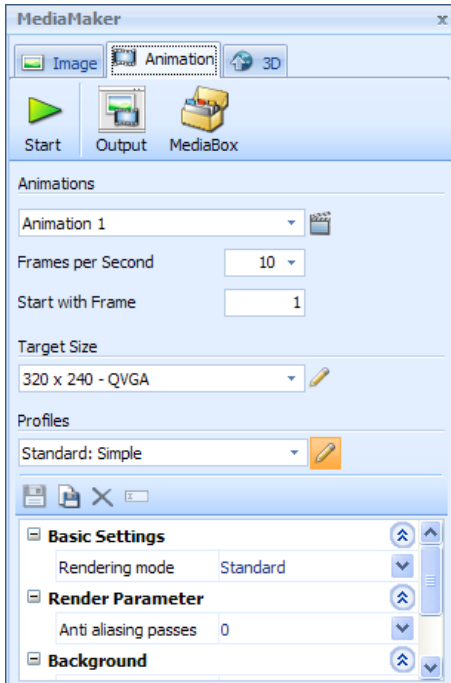 MediaMaker x
Image Animation 3D
Start Output MediaBox
Animations
Animation 1
Frames per Second 10
Start with Frame 1
Target Size
320 x 240 - QVGA
Profiles
Standard: Simple
Basic Settings
Rendering mode Standard
Render Parameter
Anti aliasing passes 0
Background